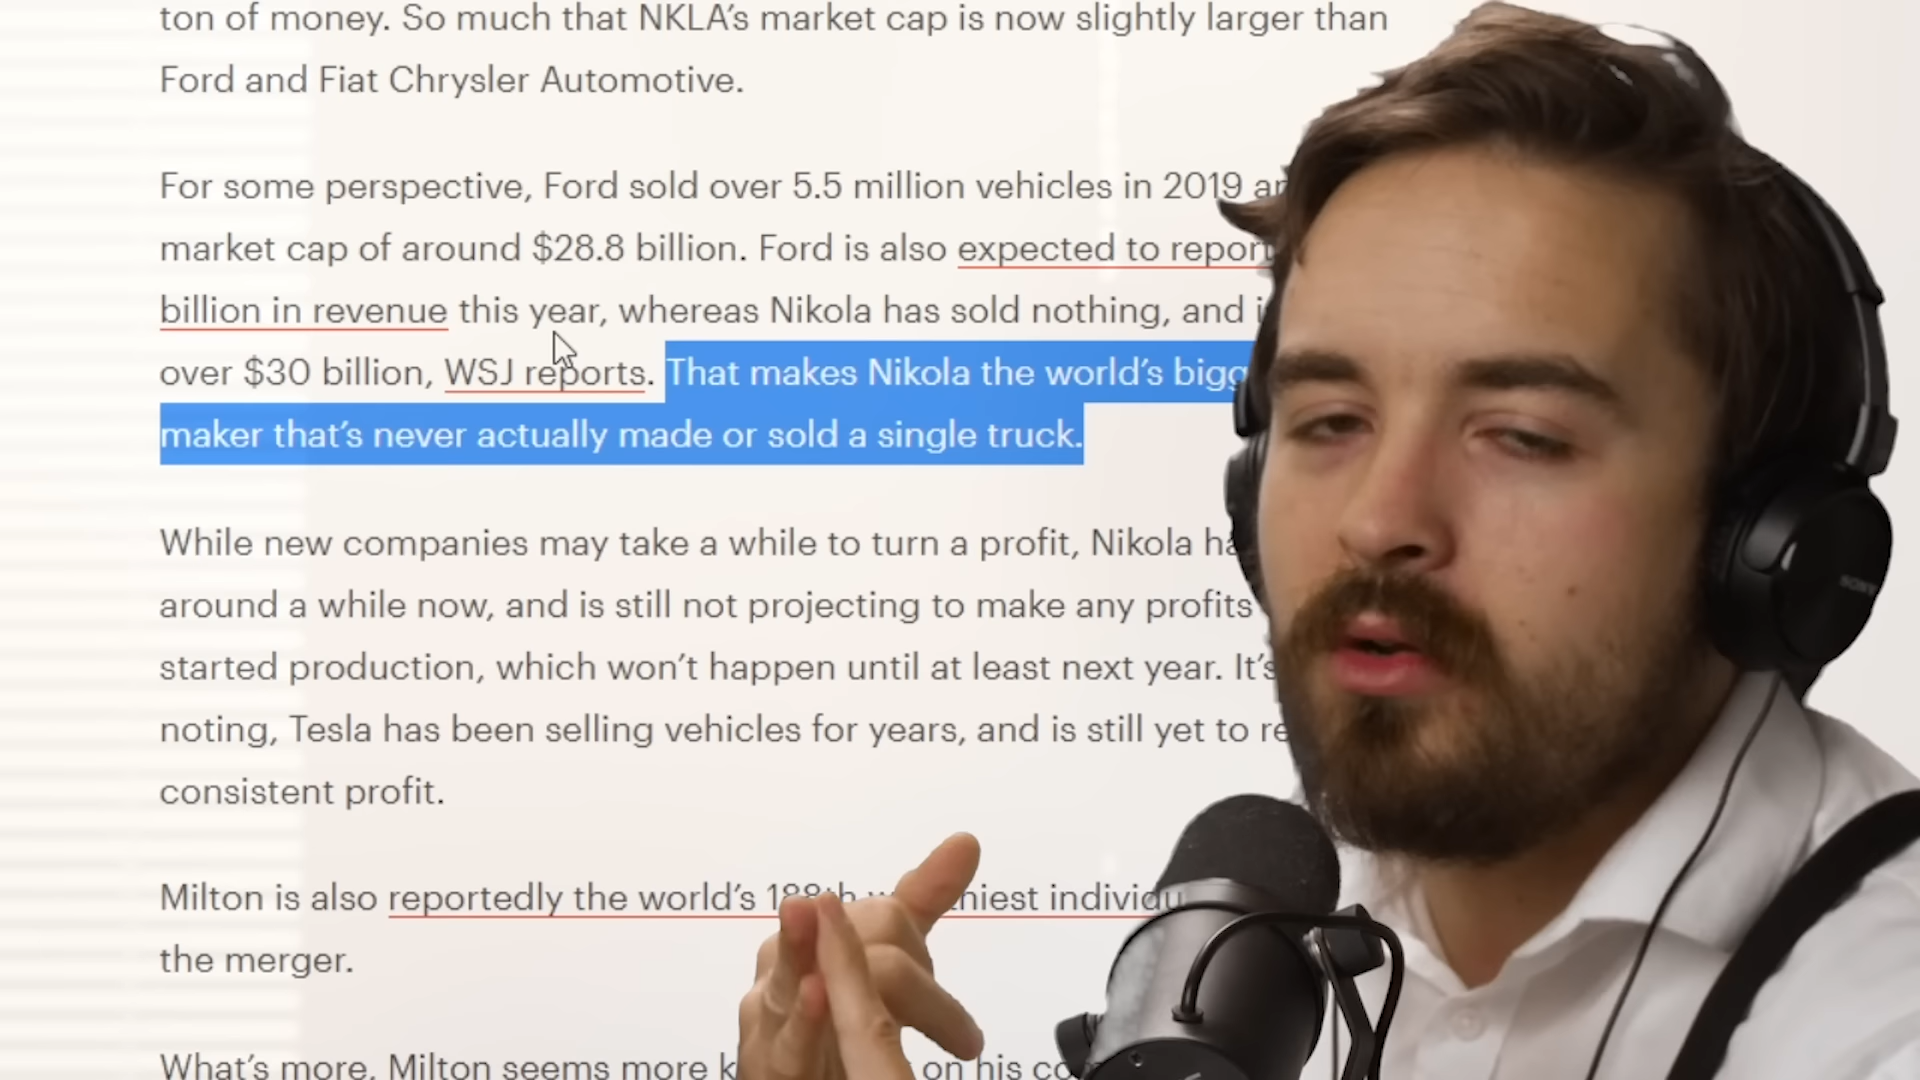 ton of money. So much that NKLA's market cap is now slightly larger than
Ford and Fiat Chrysler Automotive.
For some perspective, Ford sold over 5.5 million vehicles in 2019
market cap of around $28.8 billion. Ford is also expected to report
billion in revenue this year, whereas Nikola has sold nothing, and
over $30 billion, WSJ reports. That makes Nikola the world's
maker that's never actually made or sold a single truck.
While new companies may take a while to turn a profit, Nikola
around a while now, and is still not projecting to make any profits
started production, which won't happen until at least next year. It's
noting, Tesla has been selling vehicles for years, and is still yet to
consistent profit.
Milton is also reportedly the world's 188th
the merger.
What's more, Milton seems more on his
SONY